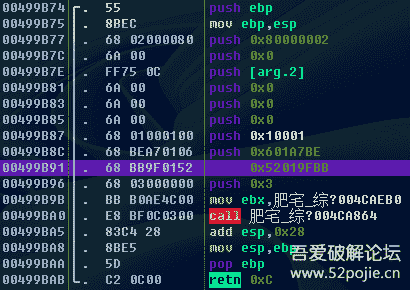 00499B74 . 55 push ebp
00499B75 . 8BEC mov ebp,esp
00499B77 . 68 02000080 push 0x80000002
00499B7C . 6A 00 push 0x0
00499B7E . FF75 0C push [arg.2]
00499B81 . 6A 00 push 0x0
00499B83 . 6A 00 push 0x0
00499B85 . 6A 00 push 0x0
00499B87 . 68 01000100 push 0x10001
00499B8C . 68 BEA70106 push 0x601A7BE
00499B91 . 68 BB9F0152 push 0x52019FBB
00499B96 . 68 03000000 push 0x3
00499B9B . BB B0AE4C00 mov ebx,肥宅_综?004CAEB0
00499BA0 . E8 BF0C0300 call 肥宅_综?004CA864
00499BA5 . 83C4 28 add esp,0x28
00499BA8 . 8BE5 mov esp,ebp
00499BAA . 5D pop ebp
00499BAB . C2 0C00 retn 0xC
吾爱破解论坛
www.52pojie.cn